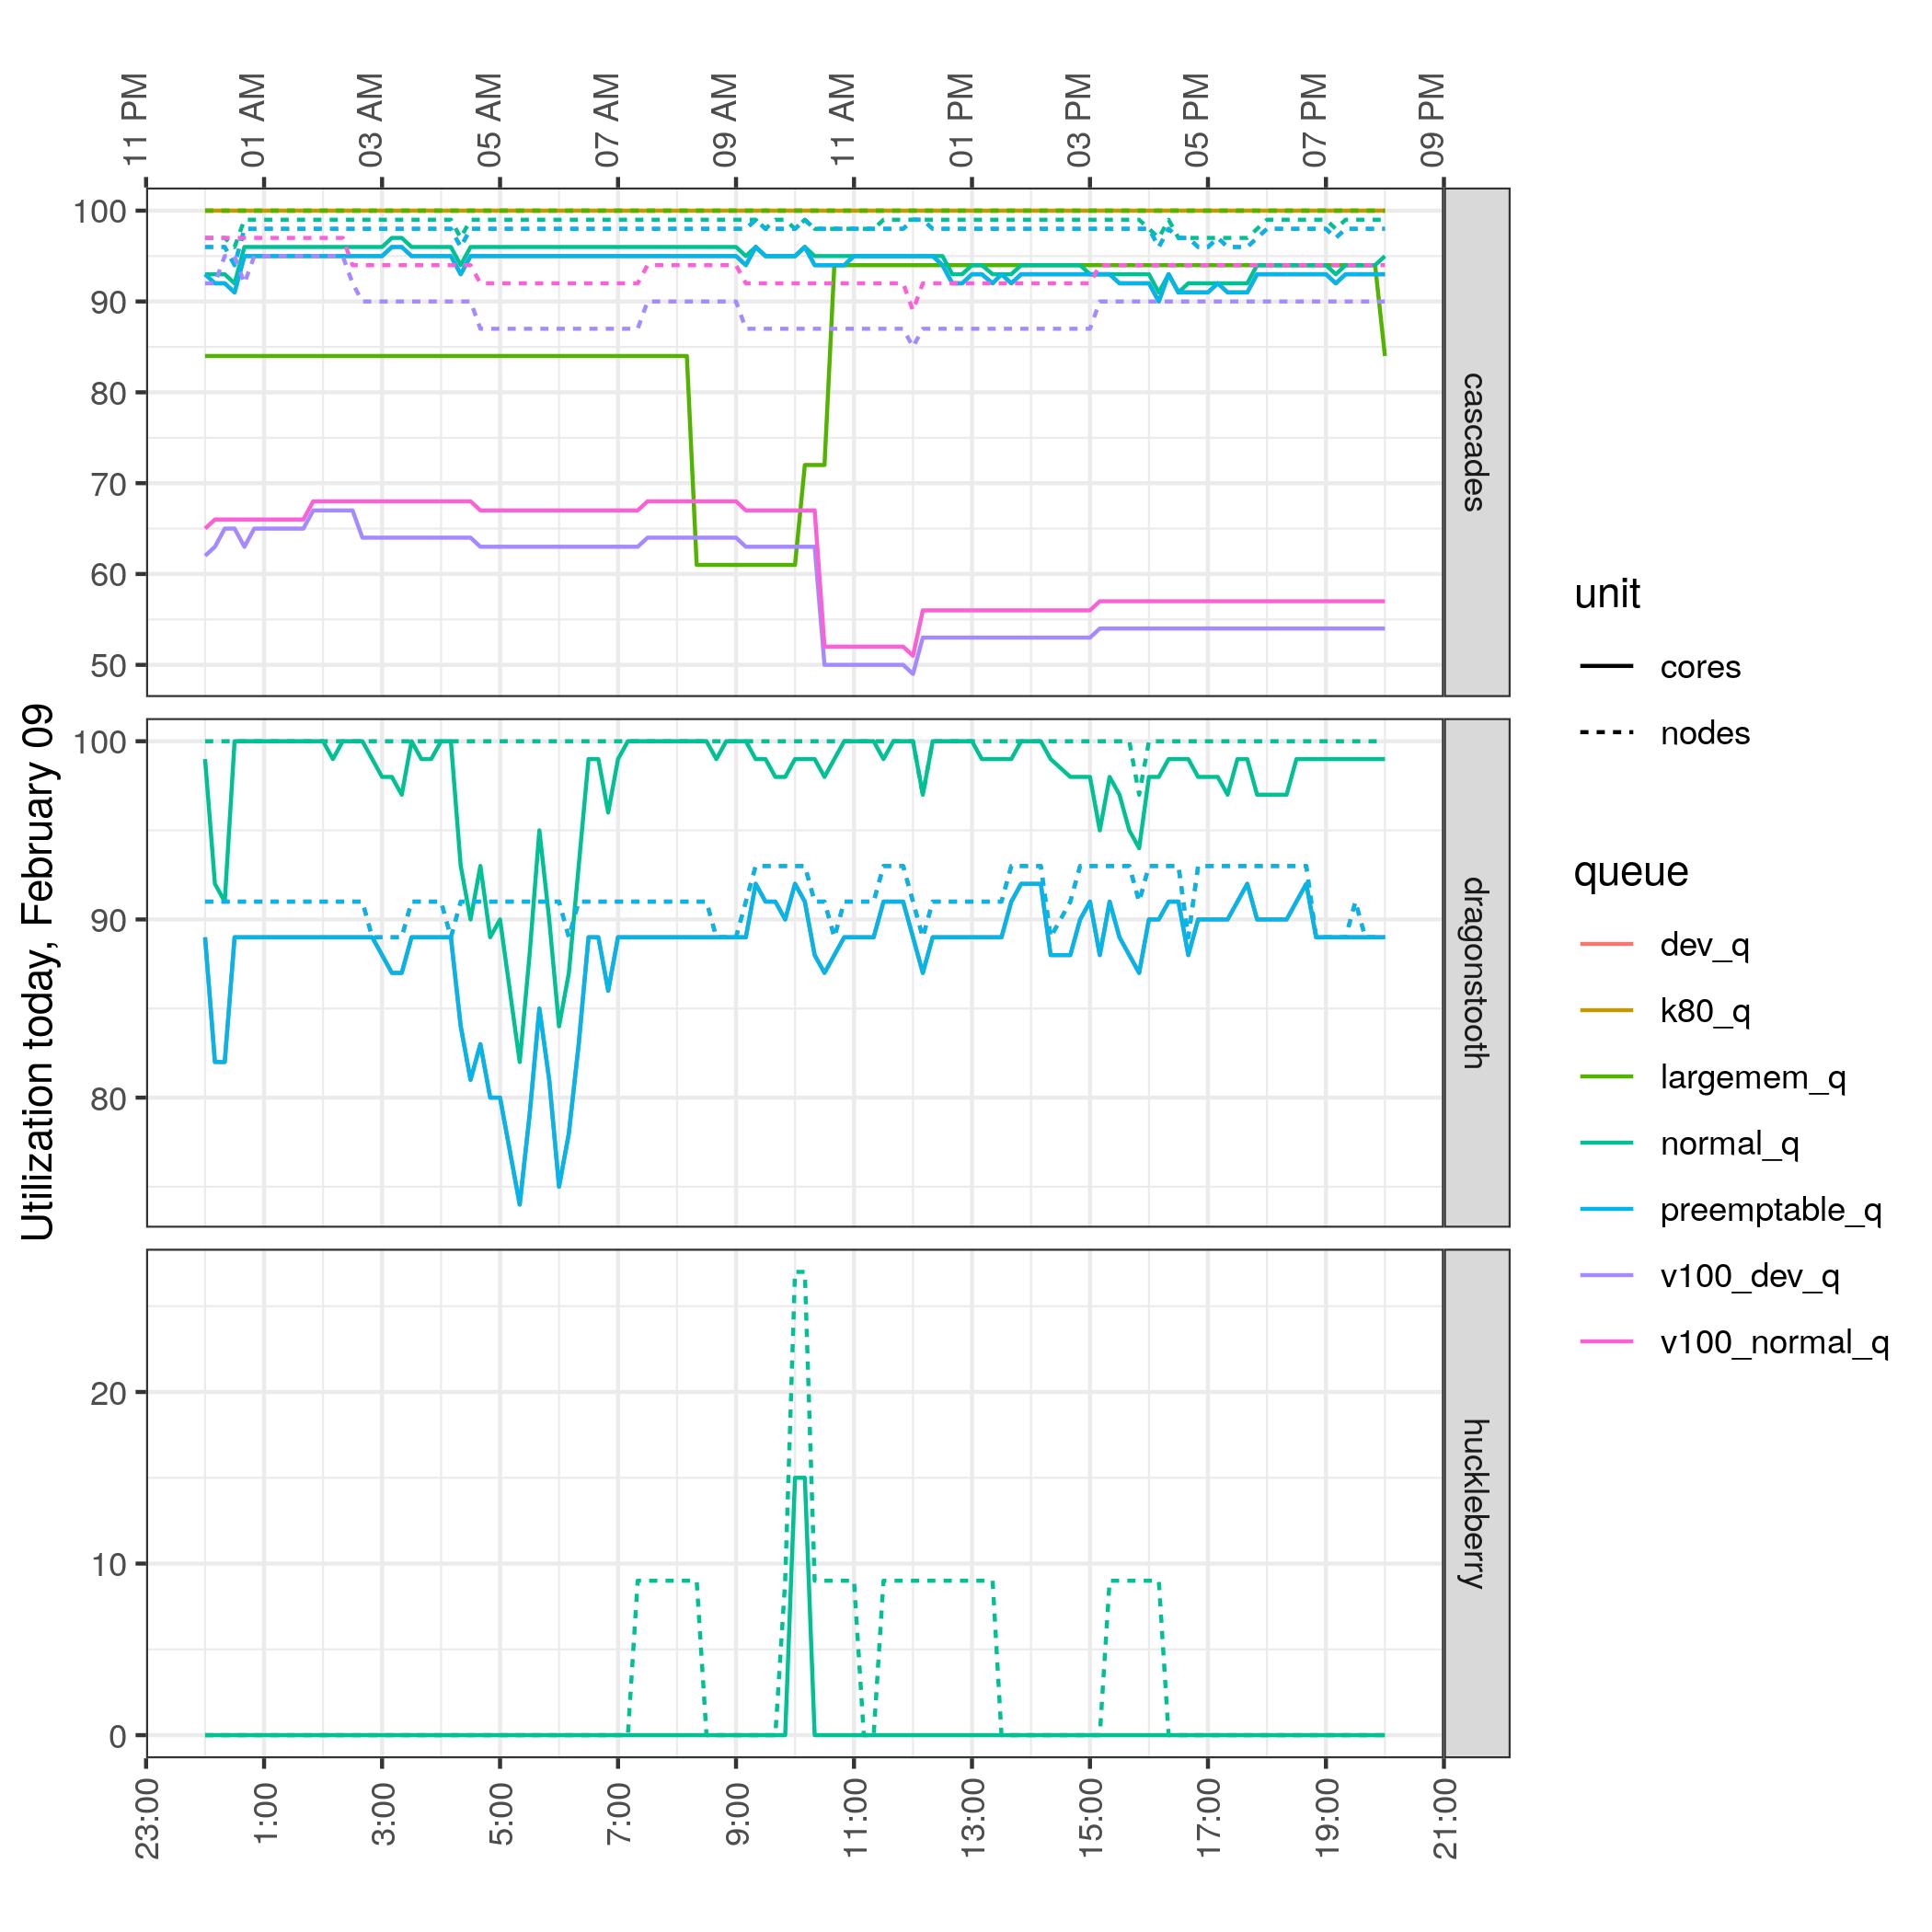 11 PM
01 AM
03 AM
05 AM
07 AM
09 AM
11 AM
01 PM
03 PM
05 PM
07 PM
09 PM
Utilization today, February 09
100
90
80
70
60
50
cascades
100
90
80
dragonstooth
20
10
0
huckleberry
23:00
1:00
3:00
5:00
7:00
9:00
11:00
13:00
15:00
17:00
19:00
21:00
unit
cores
nodes
queue
dev_q
k80_q
largemem_q
normal_q
preemptable_q
v100_dev_q
v100_normal_q